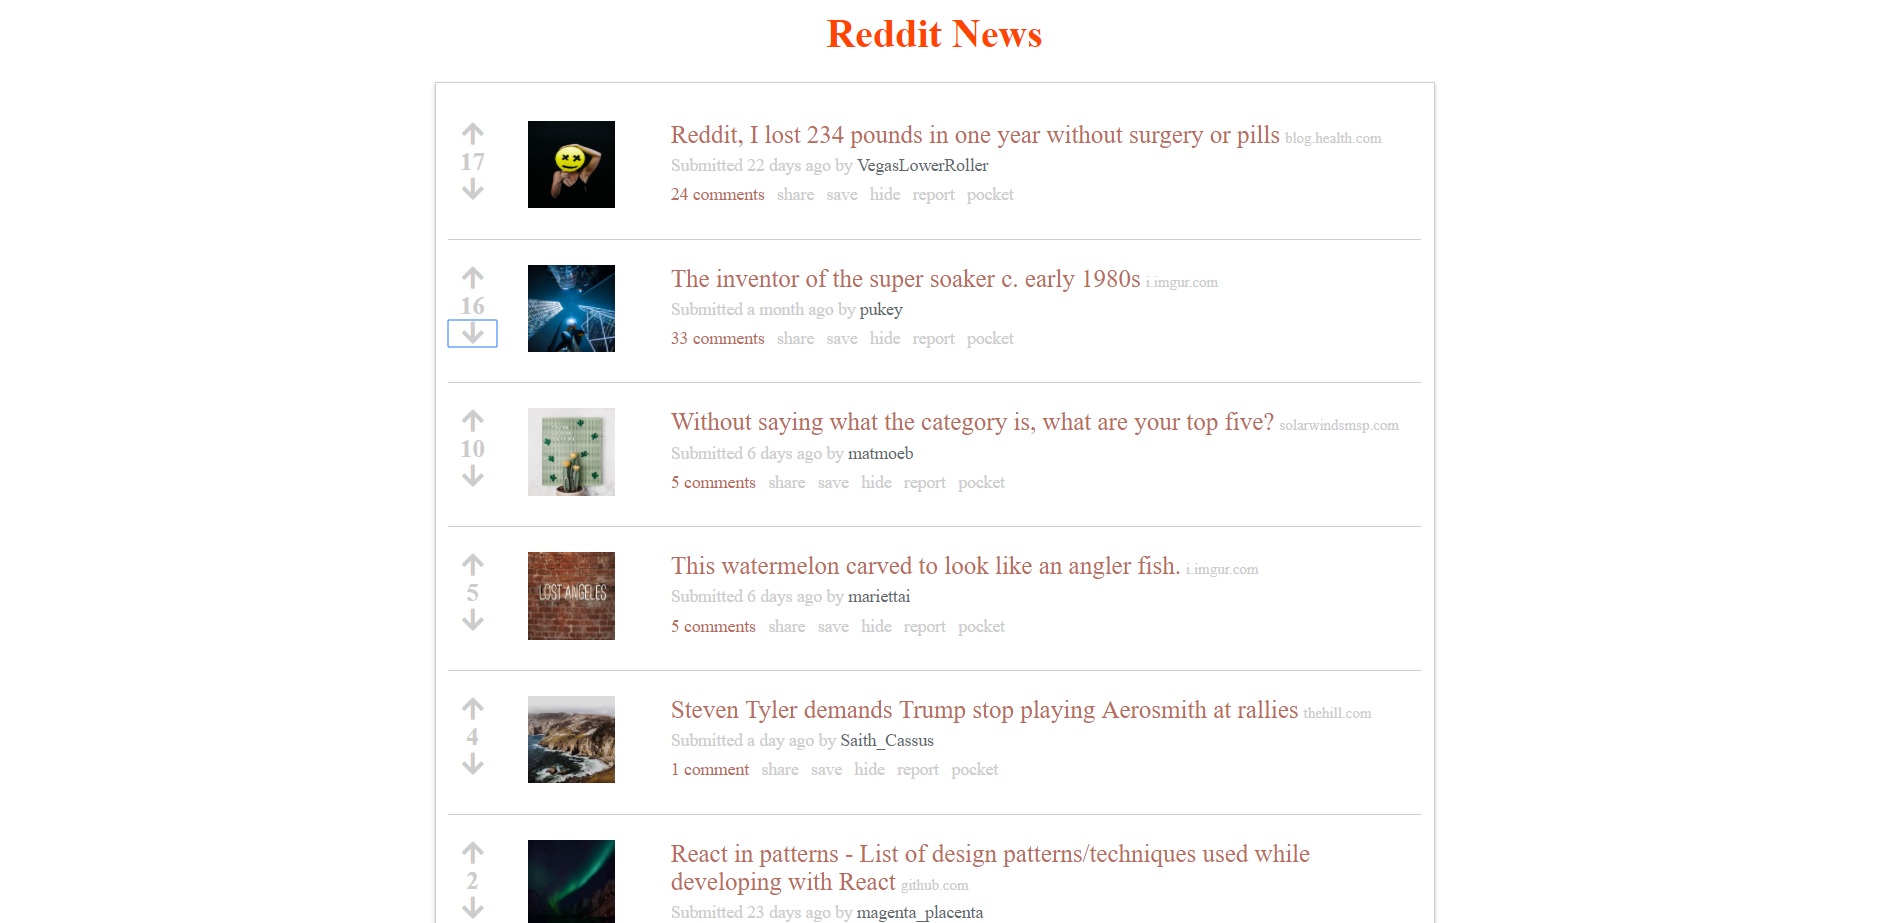 Reddit News
17
Reddit, I lost 234 pounds in one year without surgery or pills blog.health.com
Submitted 22 days ago by VegasLowerRoller
24 comments share save hide report pocket
16
The inventor of the super soaker c. early 1980s i.imgur.com
Submitted a month ago by pukey
33 comments share save hide report pocket
10
Without saying what the category is, what are your top five? solarwindsmsp.com
Submitted 6 days ago by matmoeb
5 comments share save hide report pocket
5
LOST ANGELES
This watermelon carved to look like an angler fish. i.imgur.com
Submitted 6 days ago by mariettai
5 comments share save hide report pocket
4
Steven Tyler demands Trump stop playing Aerosmith at rallies thehill.com
Submitted a day ago by Saith_Cassus
1 comment share save hide report pocket
2
React in patterns - List of design patterns/techniques used while
developing with React github.com
Submitted 23 days ago by magenta_placenta